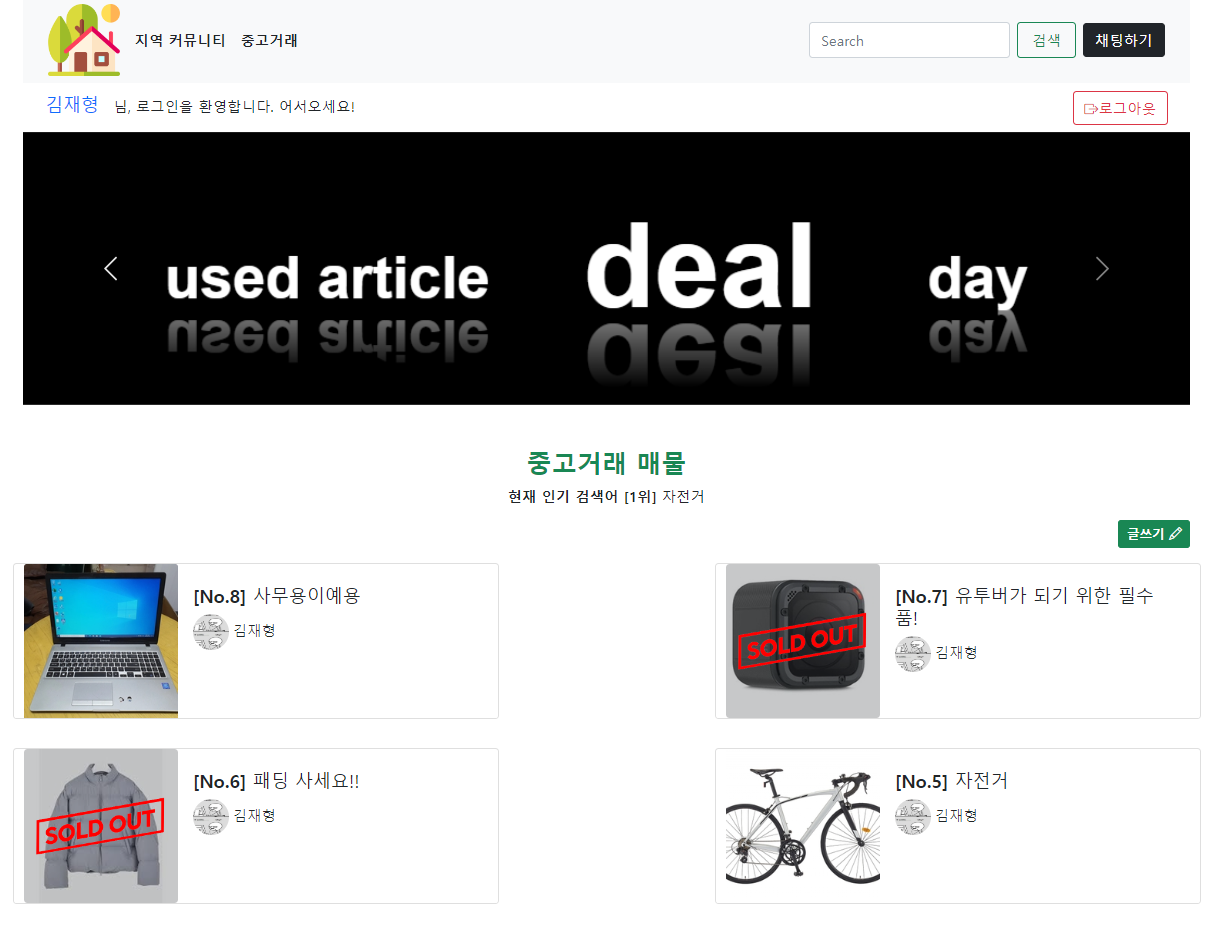 지역 커뮤니티 중고거래
Search 검색 채팅하기
김재형 님, 로그인을 환영합니다. 어서오세요!
로그아웃
used article deal day
중고거래 매물
현재 인기 검색어 [1위] 자전거
글쓰기
[No.8] 사무용이예용
김재형
[No.7] 유투버가 되기 위한 필수
품!
김재형
SOLD OUT
[No.6] 패딩 사세요!!
김재형
SOLD OUT
[No.5] 자전거
김재형